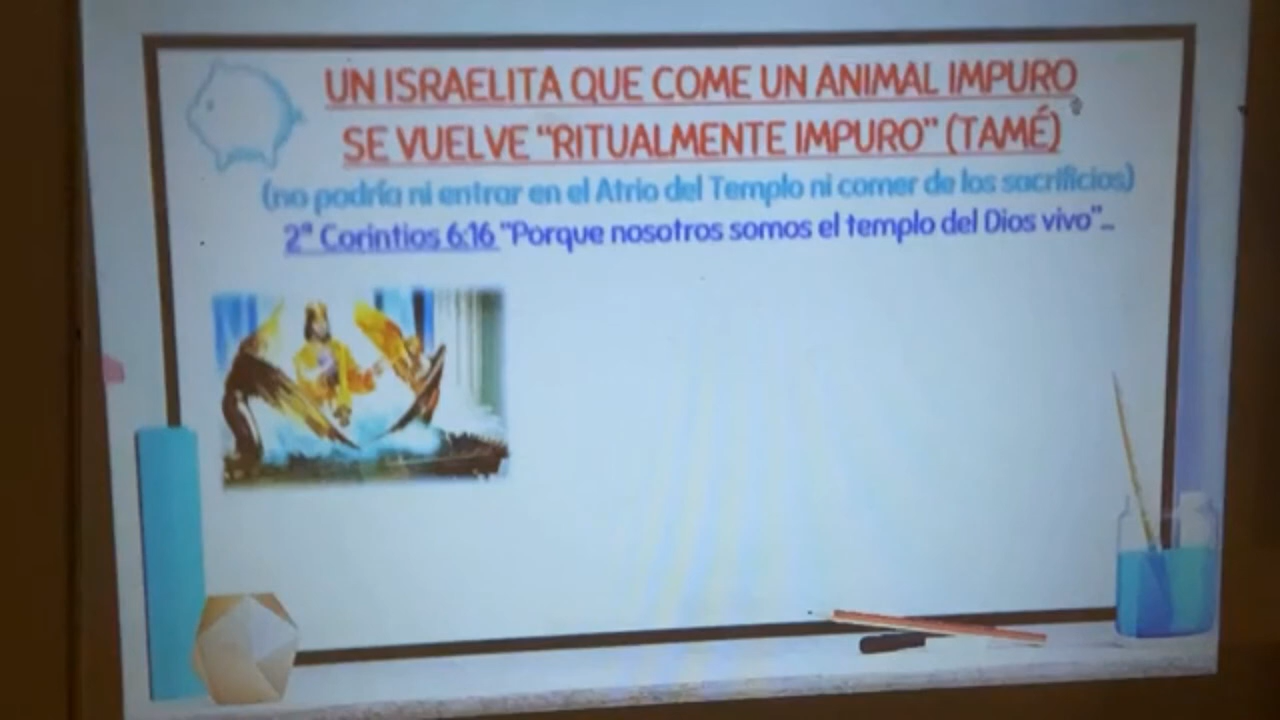 UN ISRAELITA QUE COME UN ANIMAL IMPURO
SE VUELVE “RITUALMENTE IMPURO” (TAMÉ)
(no podría ni entrar en el Atrio del Templo ni comer de los sacrificios)
2ª Corintios 6:16 "Porque nosotros somos el templo del Dios vivo"...